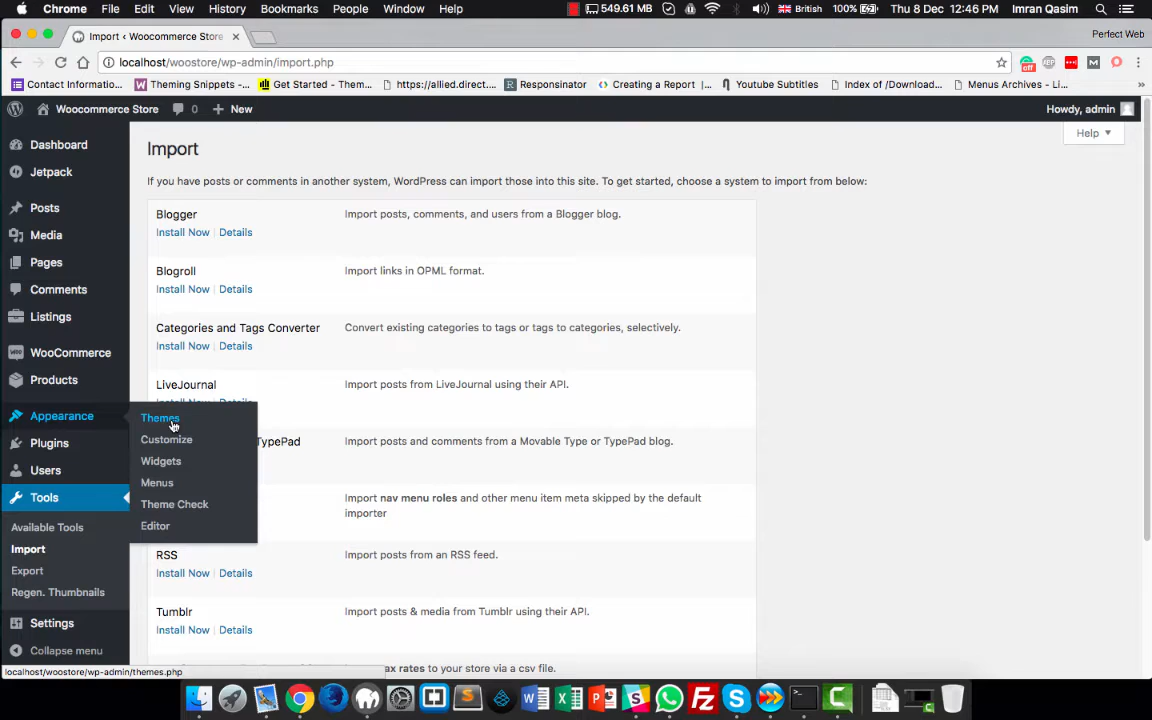 Chrome File Edit View History Bookmarks People Window Help 549.61 MB British 100% Thu 8 Dec 12:46 PM Imran Qasim
Import ‹ Woocommerce Store Perfect Web
localhost/woostore/wp-admin/import.php
Contact Informatio... Theming Snippets -... Get Started - Them... https://allied.direct.... Responsinator Creating a Report | ... Youtube Subtitles Index of /Download... Menus Archives - Li... »
Woocommerce Store 0 + New Howdy, admin
Help
Import
If you have posts or comments in another system, WordPress can import those into this site. To get started, choose a system to import from below:
Dashboard
Jetpack
Posts
Media
Pages
Comments
Listings
WooCommerce
Products
Appearance
Plugins
Users
Tools
Available Tools
Import
Export
Regen. Thumbnails
Settings
Collapse menu
Themes
Customize
Widgets
Menus
Theme Check
Editor
Blogger Import posts, comments, and users from a Blogger blog.
Install Now | Details
Blogroll Import links in OPML format.
Install Now | Details
Categories and Tags Converter Convert existing categories to tags or tags to categories, selectively.
Install Now | Details
LiveJournal Import posts from LiveJournal using their API.
TypePad Import posts and comments from a Movable Type or TypePad blog.
Import nav menu roles and other menu item meta skipped by the default
importer
RSS Import posts from an RSS feed.
Install Now | Details
Tumblr Import posts & media from Tumblr using their API.
Install Now | Details
ax rates to your store via a csv file.
localhost/woostore/wp-admin/themes.php